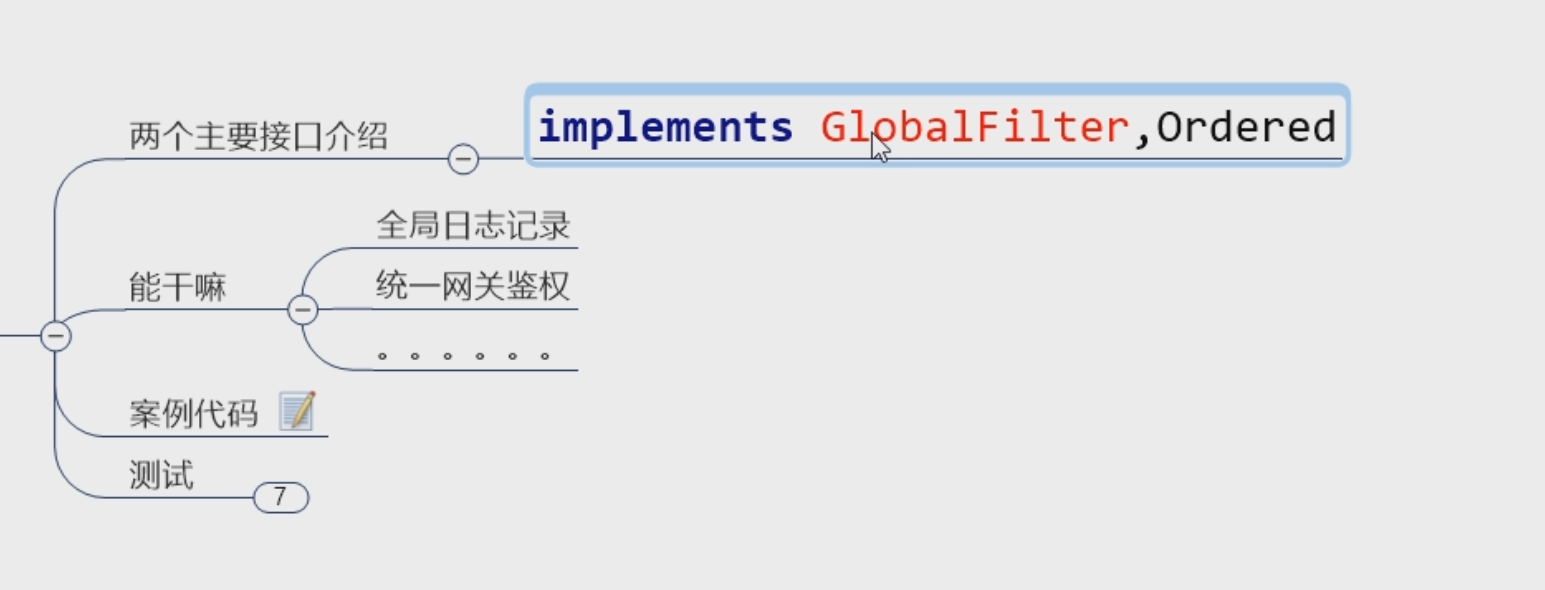 两个主要接口介绍
implements GlobalFilter,Ordered
能干嘛
全局日志记录
统一网关鉴权
。。。。。。
案例代码
测试
7